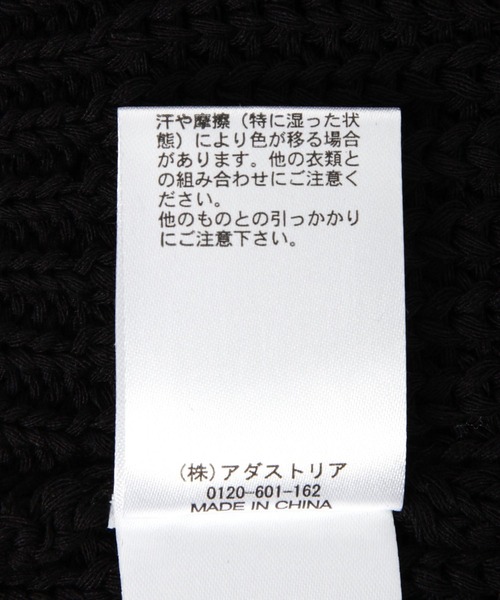 汗や摩擦（特に湿った状
態）により色が移る場合
があります。他の衣類と
の組み合わせにご注意く
ださい。
他のものとの引っかかり
にご注意下さい。
（株）アダストリア
0120-601-162
MADE IN CHINA